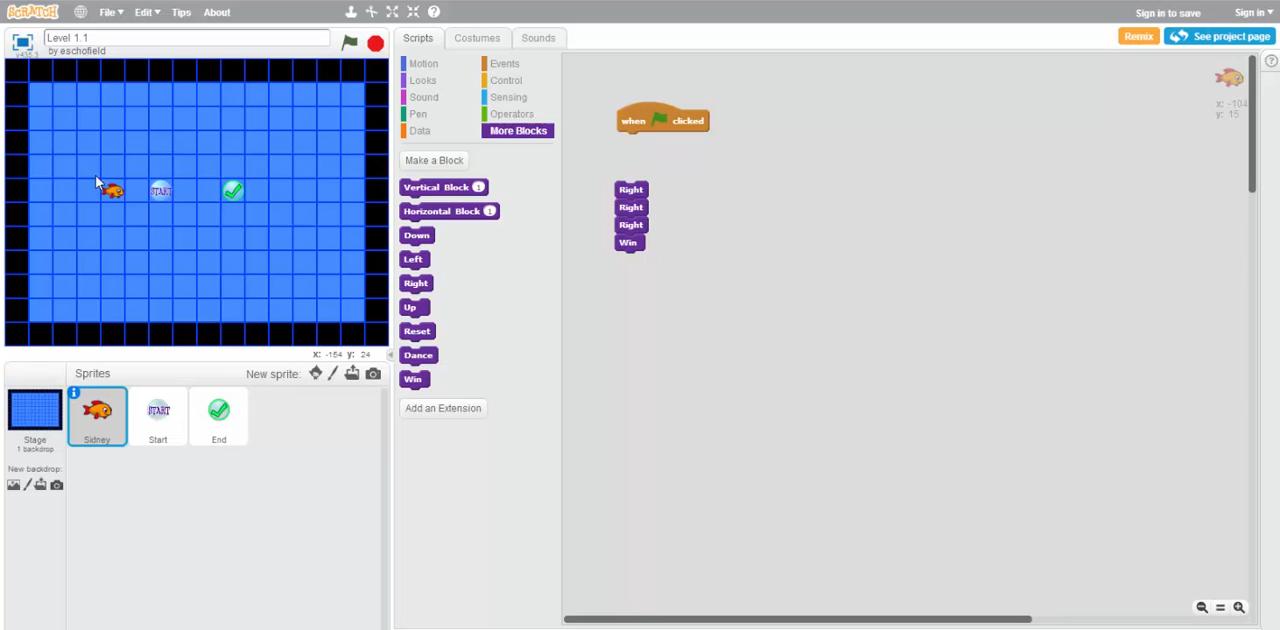 SCRATCH File Edit Tips About Sign in to save Sign in
Level 1.1
by eschofield
Scripts Costumes Sounds
Remix See project page
Motion Events
Looks Control
Sound Sensing
Pen Operators
Data More Blocks
Make a Block
Vertical Block 1
Horizontal Block 1
Down
Left
Right
Up
Reset
Dance
Win
Add an Extension
when clicked
Right
Right
Right
Win
x: -104
y: 15
START
x: -154 y: 24
Sprites New sprite:
START
Stage
1 backdrop
Sidney
Start
End
New backdrop: